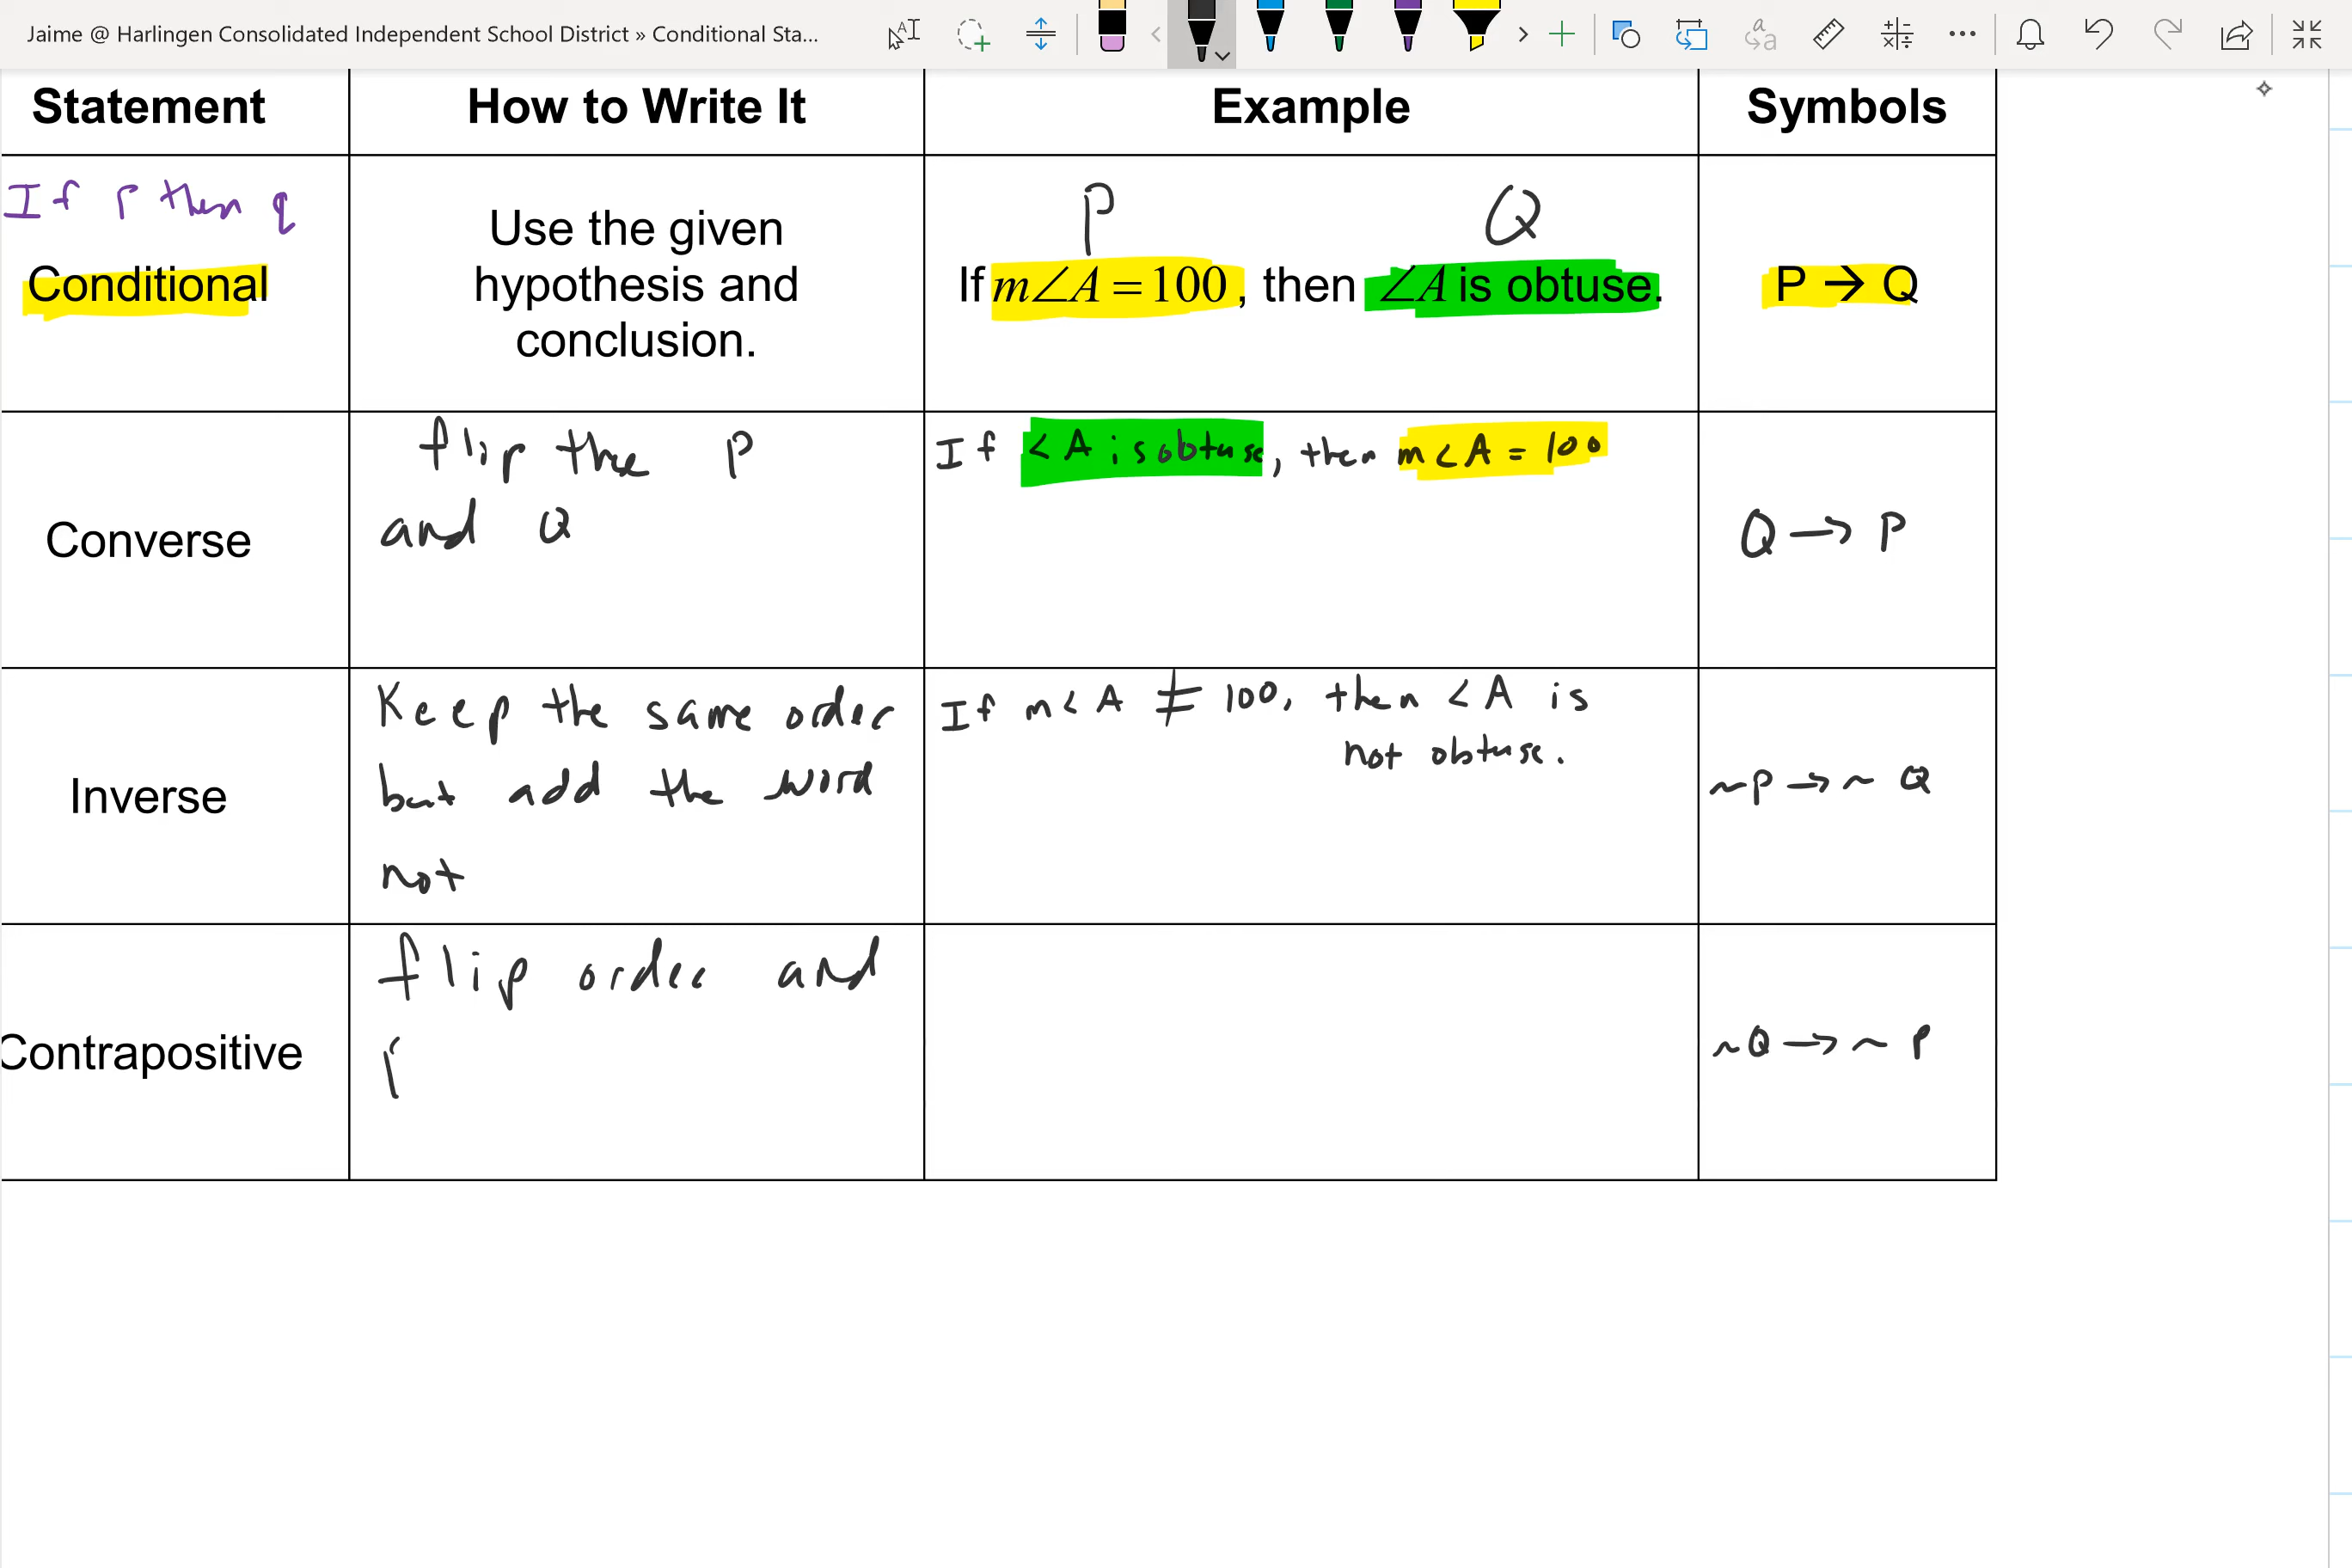 Jaime @ Harlingen Consolidated Independent School District » Conditional Sta...
Statement
How to Write It
Example
Symbols
If p then q
Conditional
Use the given
hypothesis and
conclusion.
P Q
If m∠A = 100, then ∠A is obtuse.
P → Q
Converse
flip the P
and Q
If <A is obtuse, then m<A = 100
Q → P
Inverse
Keep the same order
but add the word
not
If m<A ≠ 100, then <A is
not obtuse.
~P → ~Q
Contrapositive
flip order and
~Q → ~P